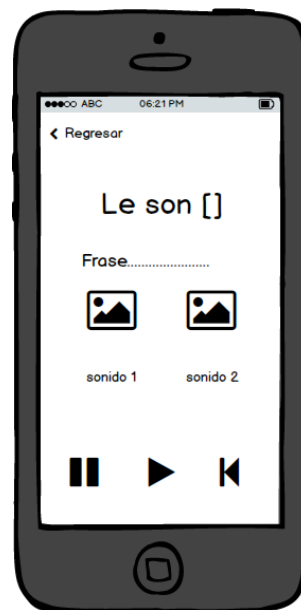 ABC 06:21 PM
Regresar
Le son []
Frase......................
sonido 1 sonido 2